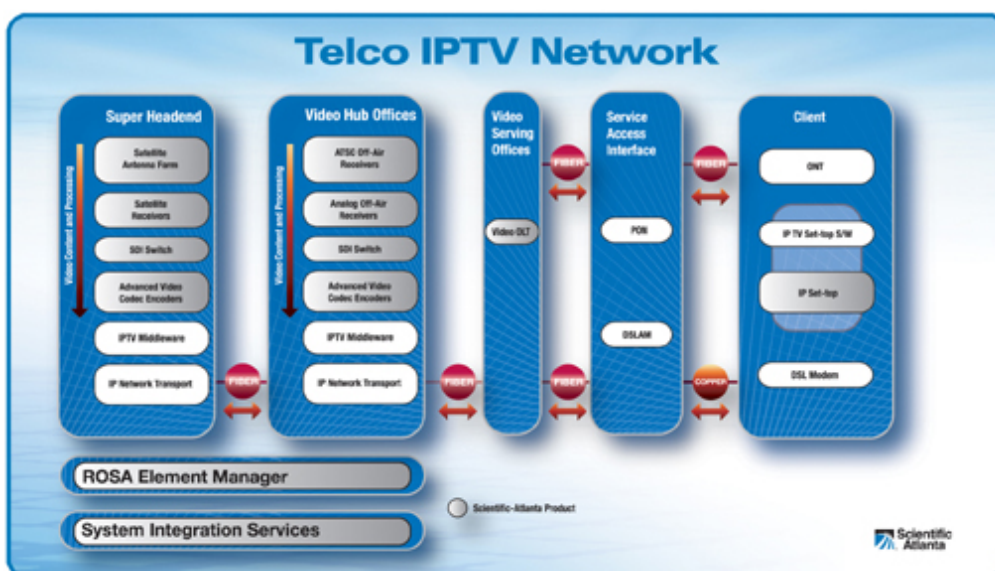 Telco IPTV Network
Super Headend
Video Content and Processing
Satellite
Antenna Farm
Satellite
Receivers
SDI Switch
Advanced Video
Codec Encoders
IPTV Middleware
IP Network Transport
FIBER
Video Hub Offices
Video Content and Processing
ATSC Off-Air
Receivers
Analog Off-Air
Receivers
SDI Switch
Advanced Video
Codec Encoders
IPTV Middleware
IP Network Transport
FIBER
Video
Serving
Offices
Video OLT
FIBER
FIBER
Service
Access
Interface
PON
DSLAM
FIBER
COPPER
Client
ONT
IP TV Set-top S/W
IP Set-top
DSL Modem
ROSA Element Manager
System Integration Services
Scientific-Atlanta Product
Scientific
Atlanta